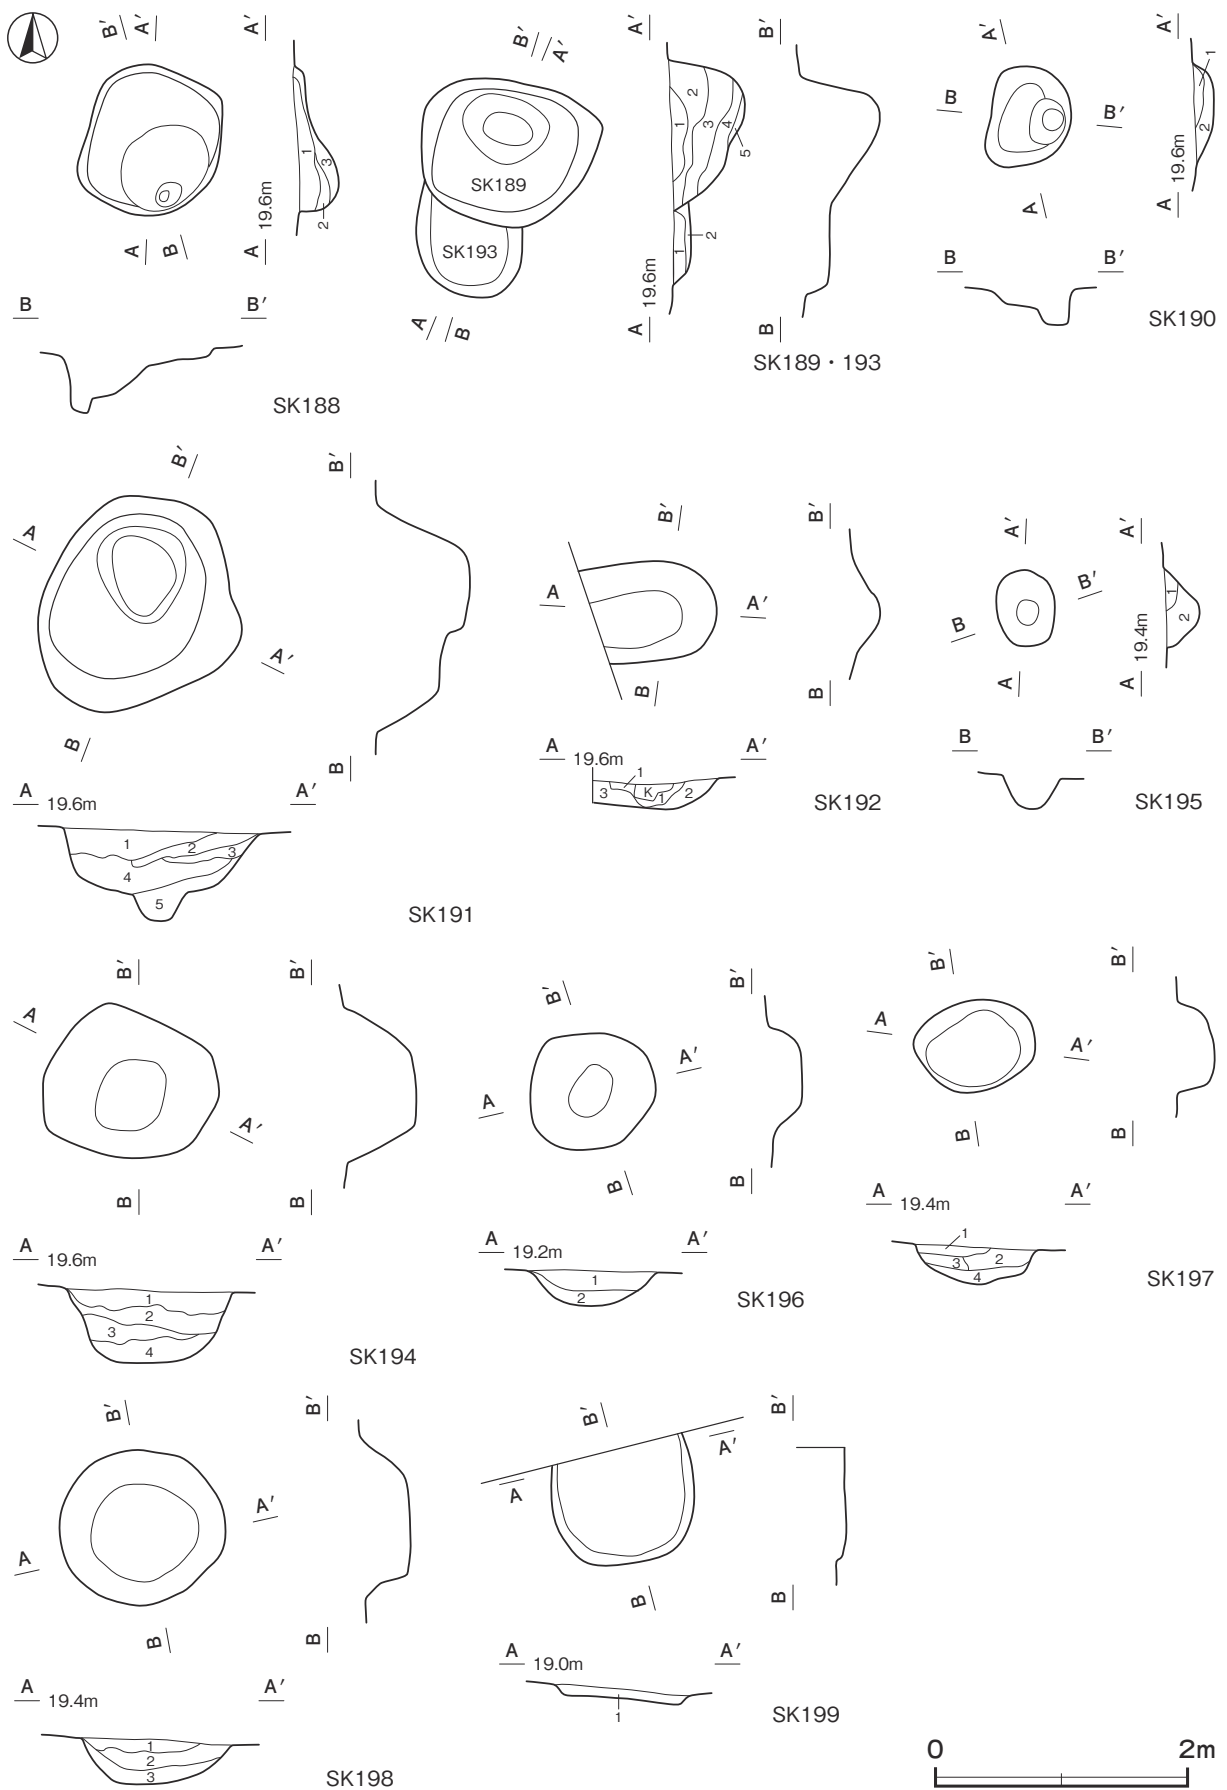 B′ A′
A′
1
3
2
A B
A 19.6m
B B′
SK188
B′ A′
SK189
SK193
A B
A′
1 2 3 4 5
1 2
A 19.6m
B′
B
SK189・193
A′
B B′
A
A′
1
2
A 19.6m
B B′
SK190
B′
A
A′
B
B′
B
A 19.6m A′
1 2 3
4
5
SK191
B′
A A′
B
B′
B
A 19.6m A′
1
3 K 1 2
SK192
A′
B′
B
A
A′
1
2
A 19.4m
B B′
SK195
B′
A
A′
B
B′
B
A 19.6m A′
1
2
3
4
SK194
B′
A′
A
B
B′
B
A 19.2m A′
1
2
SK196
B′
A
A′
B
B′
B
A 19.4m A′
1
3 2
4
SK197
B′
A′
A
B
B′
B
A 19.4m A′
1
2
3
SK198
B′
A′
A
B
B′
B
A 19.0m A′
1
SK199
0 2m